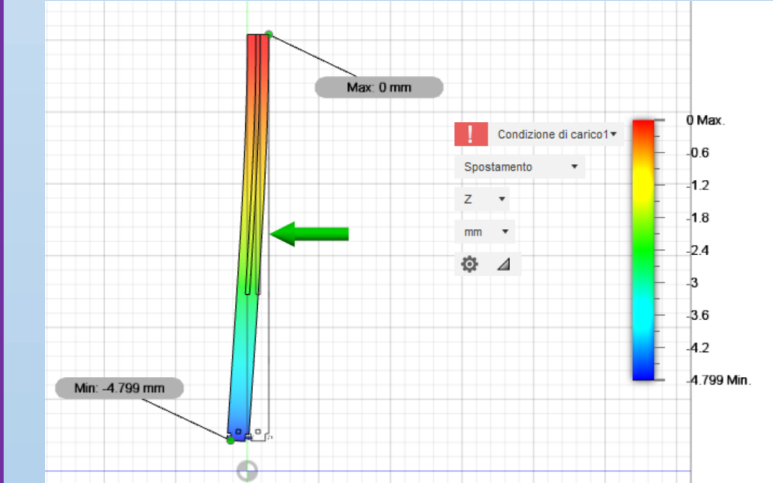 Max: 0 mm
Condizione di carico1
Spostamento
Z
mm
Min: -4.799 mm
0 Max.
-0.6
-1.2
-1.8
-2.4
-3
-3.6
-4.2
-4.799 Min.